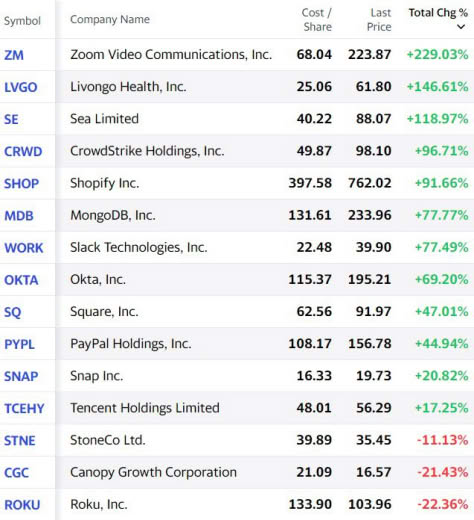 Symbol Company Name Cost / Share Last Price Total Chg %
ZM Zoom Video Communications, Inc. 68.04 223.87 +229.03%
LVGO Livongo Health, Inc. 25.06 61.80 +146.61%
SE Sea Limited 40.22 88.07 +118.97%
CRWD CrowdStrike Holdings, Inc. 49.87 98.10 +96.71%
SHOP Shopify Inc. 397.58 762.02 +91.66%
MDB MongoDB, Inc. 131.61 233.96 +77.77%
WORK Slack Technologies, Inc. 22.48 39.90 +77.49%
OKTA Okta, Inc. 115.37 195.21 +69.20%
SQ Square, Inc. 62.56 91.97 +47.01%
PYPL PayPal Holdings, Inc. 108.17 156.78 +44.94%
SNAP Snap Inc. 16.33 19.73 +20.82%
TCEHY Tencent Holdings Limited 48.01 56.29 +17.25%
STNE StoneCo Ltd. 39.89 35.45 -11.13%
CGC Canopy Growth Corporation 21.09 16.57 -21.43%
ROKU Roku, Inc. 133.90 103.96 -22.36%